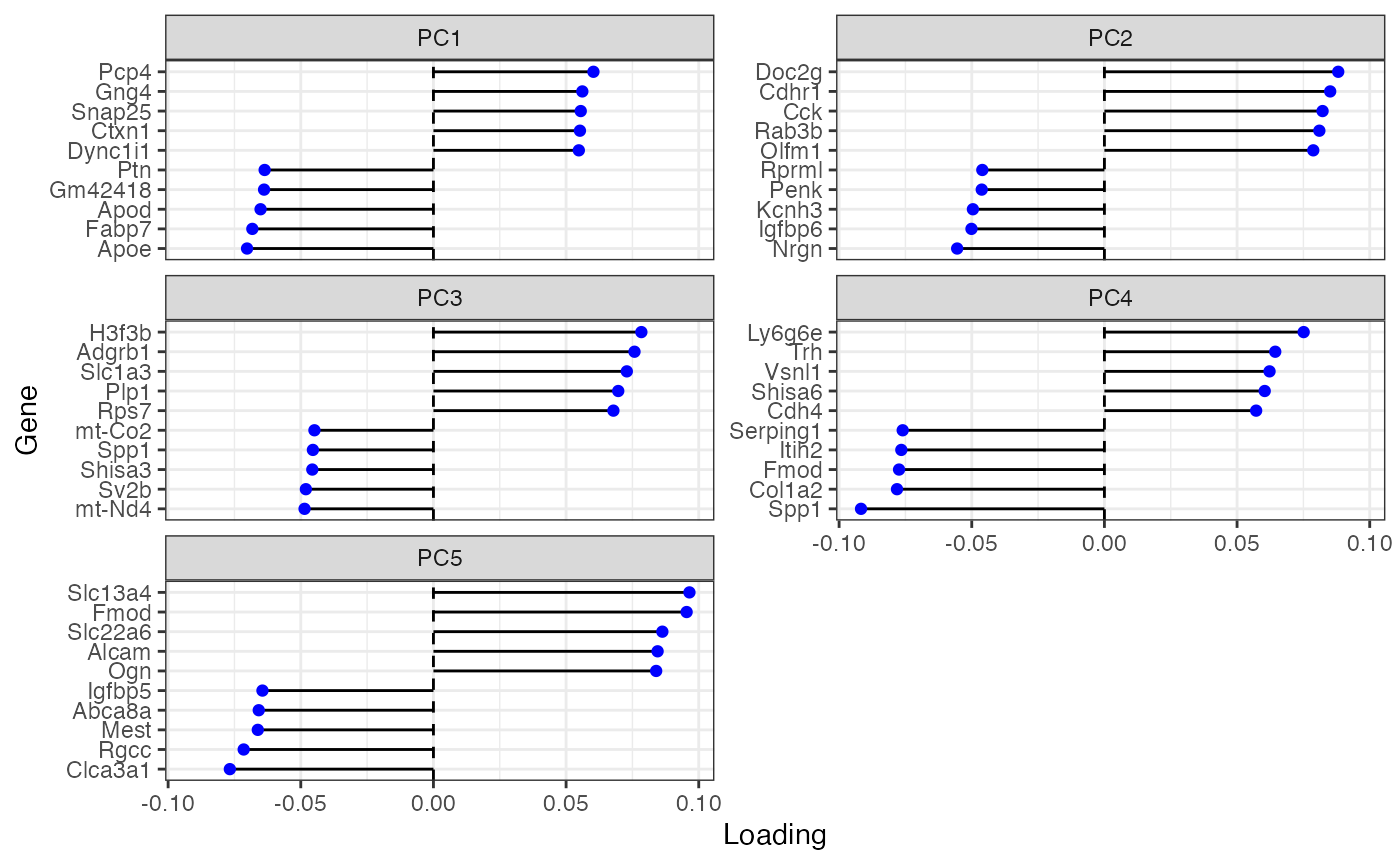 PC1
Pcp4
Gng4
Snap25
Ctxn1
Dync1i1
Ptn
Gm42418
Apod
Fabp7
Apoe
PC2
Doc2g
Cdhr1
Cck
Rab3b
Olfm1
Rprml
Penk
Kcnh3
Igfbp6
Nrgn
Gene
PC3
H3f3b
Adgrb1
Slc1a3
Plp1
Rps7
mt-Co2
Spp1
Shisa3
Sv2b
mt-Nd4
PC4
Ly6g6e
Trh
Vsnl1
Shisa6
Cdh4
Serping1
Itih2
Fmod
Col1a2
Spp1
-0.10 -0.05 0.00 0.05 0.10
PC5
Slc13a4
Fmod
Slc22a6
Alcam
Ogn
Igfbp5
Abca8a
Mest
Rgcc
Clca3a1
-0.10 -0.05 0.00 0.05 0.10
Loading